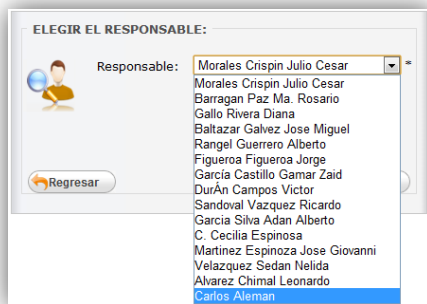 ELEGIR EL RESPONSABLE:
Responsable: Morales Crispin Julio Cesar *
Morales Crispin Julio Cesar
Barragan Paz Ma. Rosario
Gallo Rivera Diana
Baltazar Galvez Jose Miguel
Rangel Guerrero Alberto
Figueroa Figueroa Jorge
García Castillo Gamar Zaid
DurÁn Campos Victor
Sandoval Vazquez Ricardo
Garcia Silva Adan Alberto
C. Cecilia Espinosa
Martinez Espinoza Jose Giovanni
Velazquez Sedan Nelida
Alvarez Chimal Leonardo
Carlos Aleman
Regresar